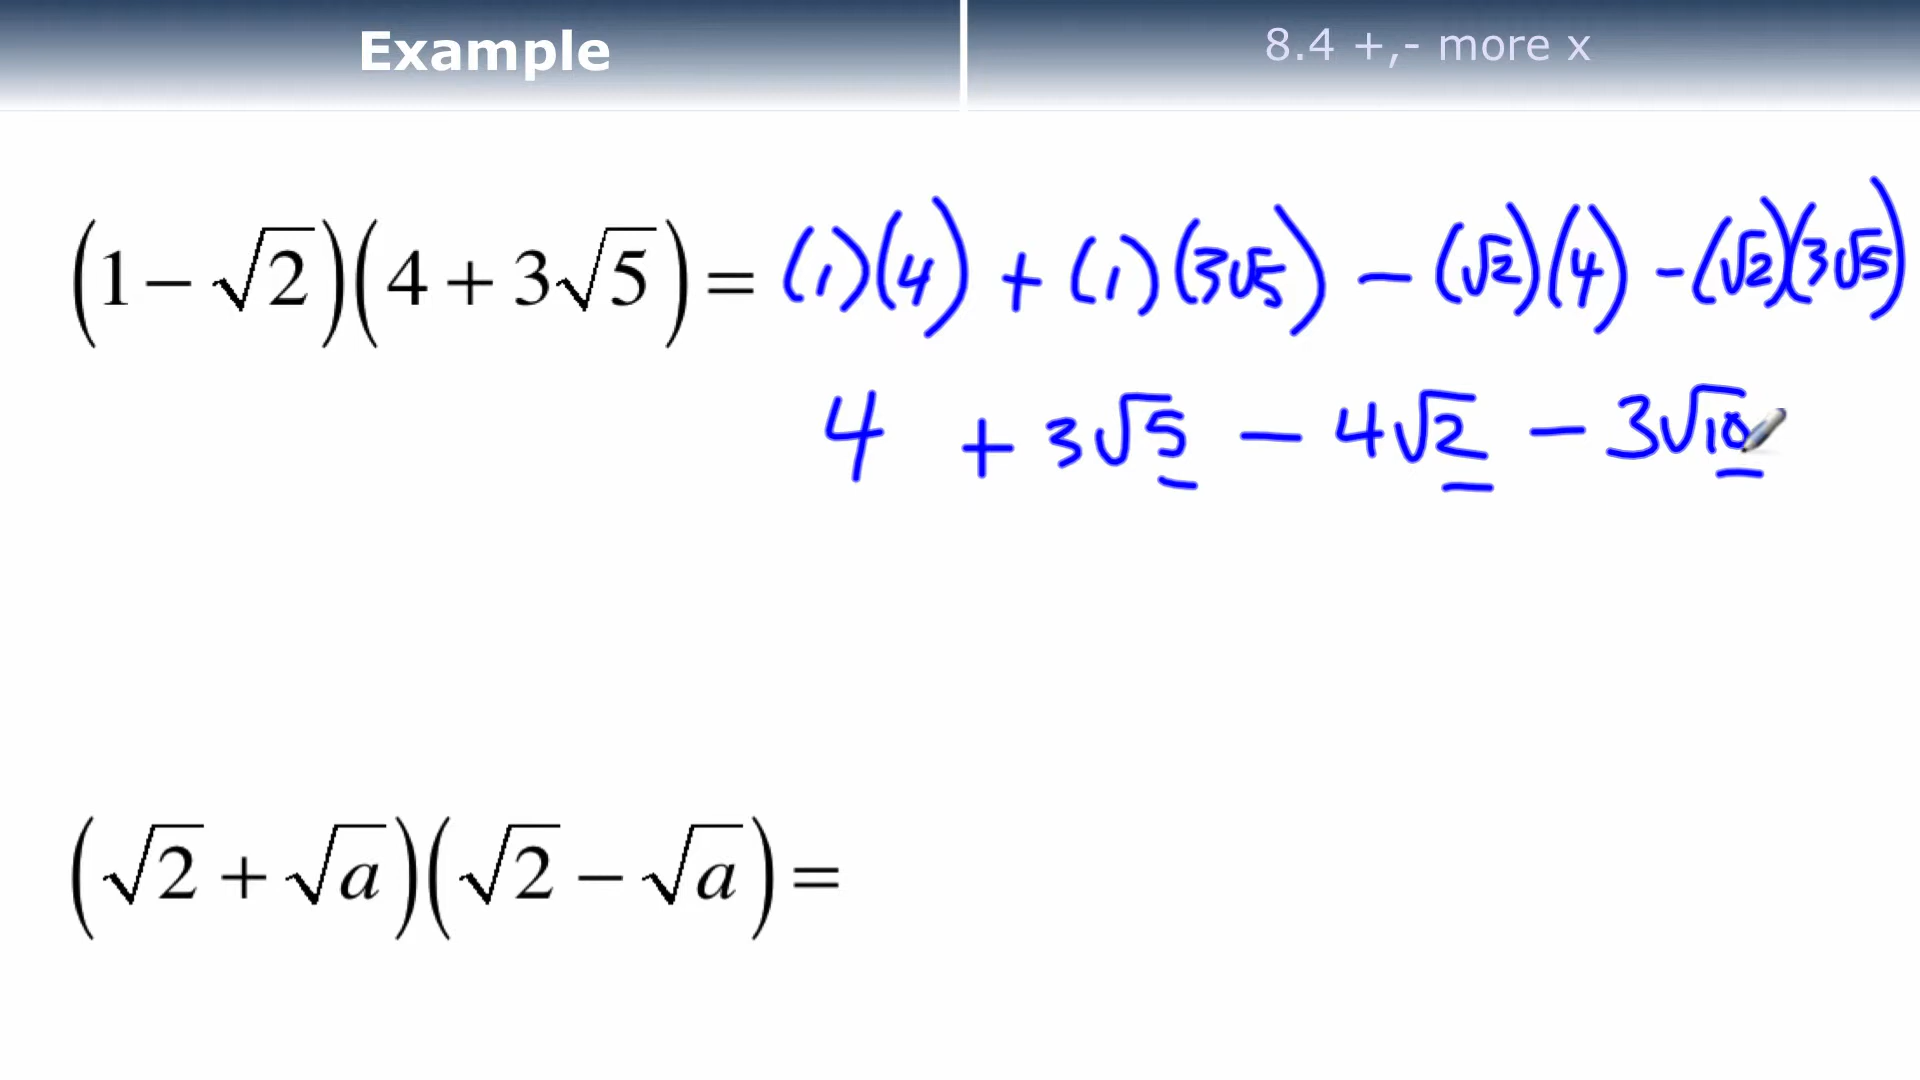 Example
8.4 +,- more x
(1−√2)(4+3√5)= (1)(4) + (1)(3√5) − (√2)(4) − (√2)(3√5)
4 + 3√5 − 4√2 − 3√10
(√2+√a)(√2−√a)=